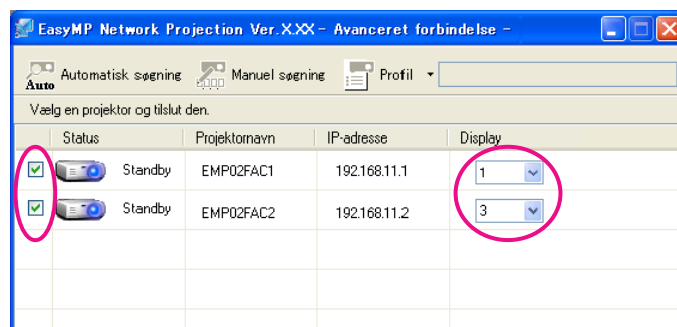 EasyMP Network Projection Ver.X.XX - Avanceret forbindelse -
Auto Automatisk søgning Manuel søgning Profil
Vælg en projektor og tilslut den.
Status Projektornavn IP-adresse Display
Standby EMP02FAC1 192.168.11.1 1
Standby EMP02FAC2 192.168.11.2 3